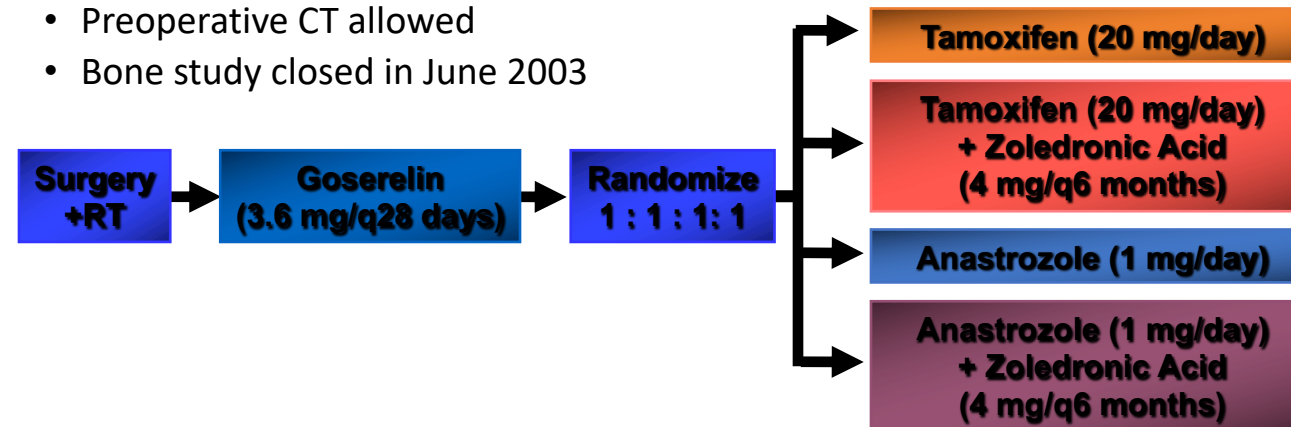 • Preoperative CT allowed
• Bone study closed in June 2003
Surgery
+RT
Goserelin
(3.6 mg/q28 days)
Randomize
1 : 1 : 1: 1
Tamoxifen (20 mg/day)
Tamoxifen (20 mg/day)
+ Zoledronic Acid
(4 mg/q6 months)
Anastrozole (1 mg/day)
Anastrozole (1 mg/day)
+ Zoledronic Acid
(4 mg/q6 months)